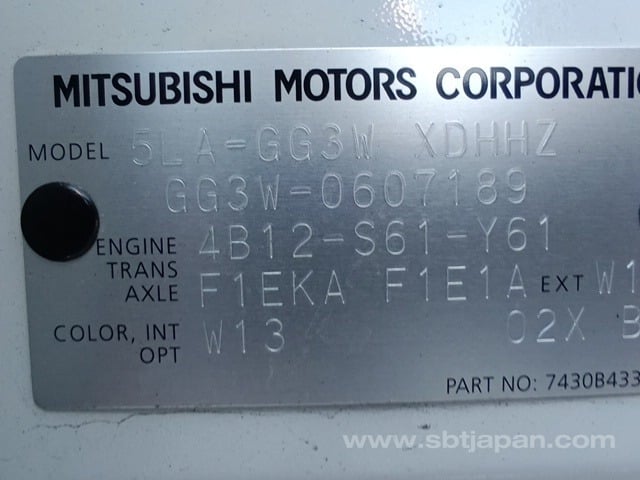 MITSUBISHI MOTORS CORPORATIO
MODEL 5LA-GG3W XDHHZ
GG3W-0607189
ENGINE 4B12-S61-Y61
TRANS AXLE F1EKA F1E1A EXT W1
COLOR, INT OPT W13 02X B
PART NO: 7430B433
www.sbtjapan.com